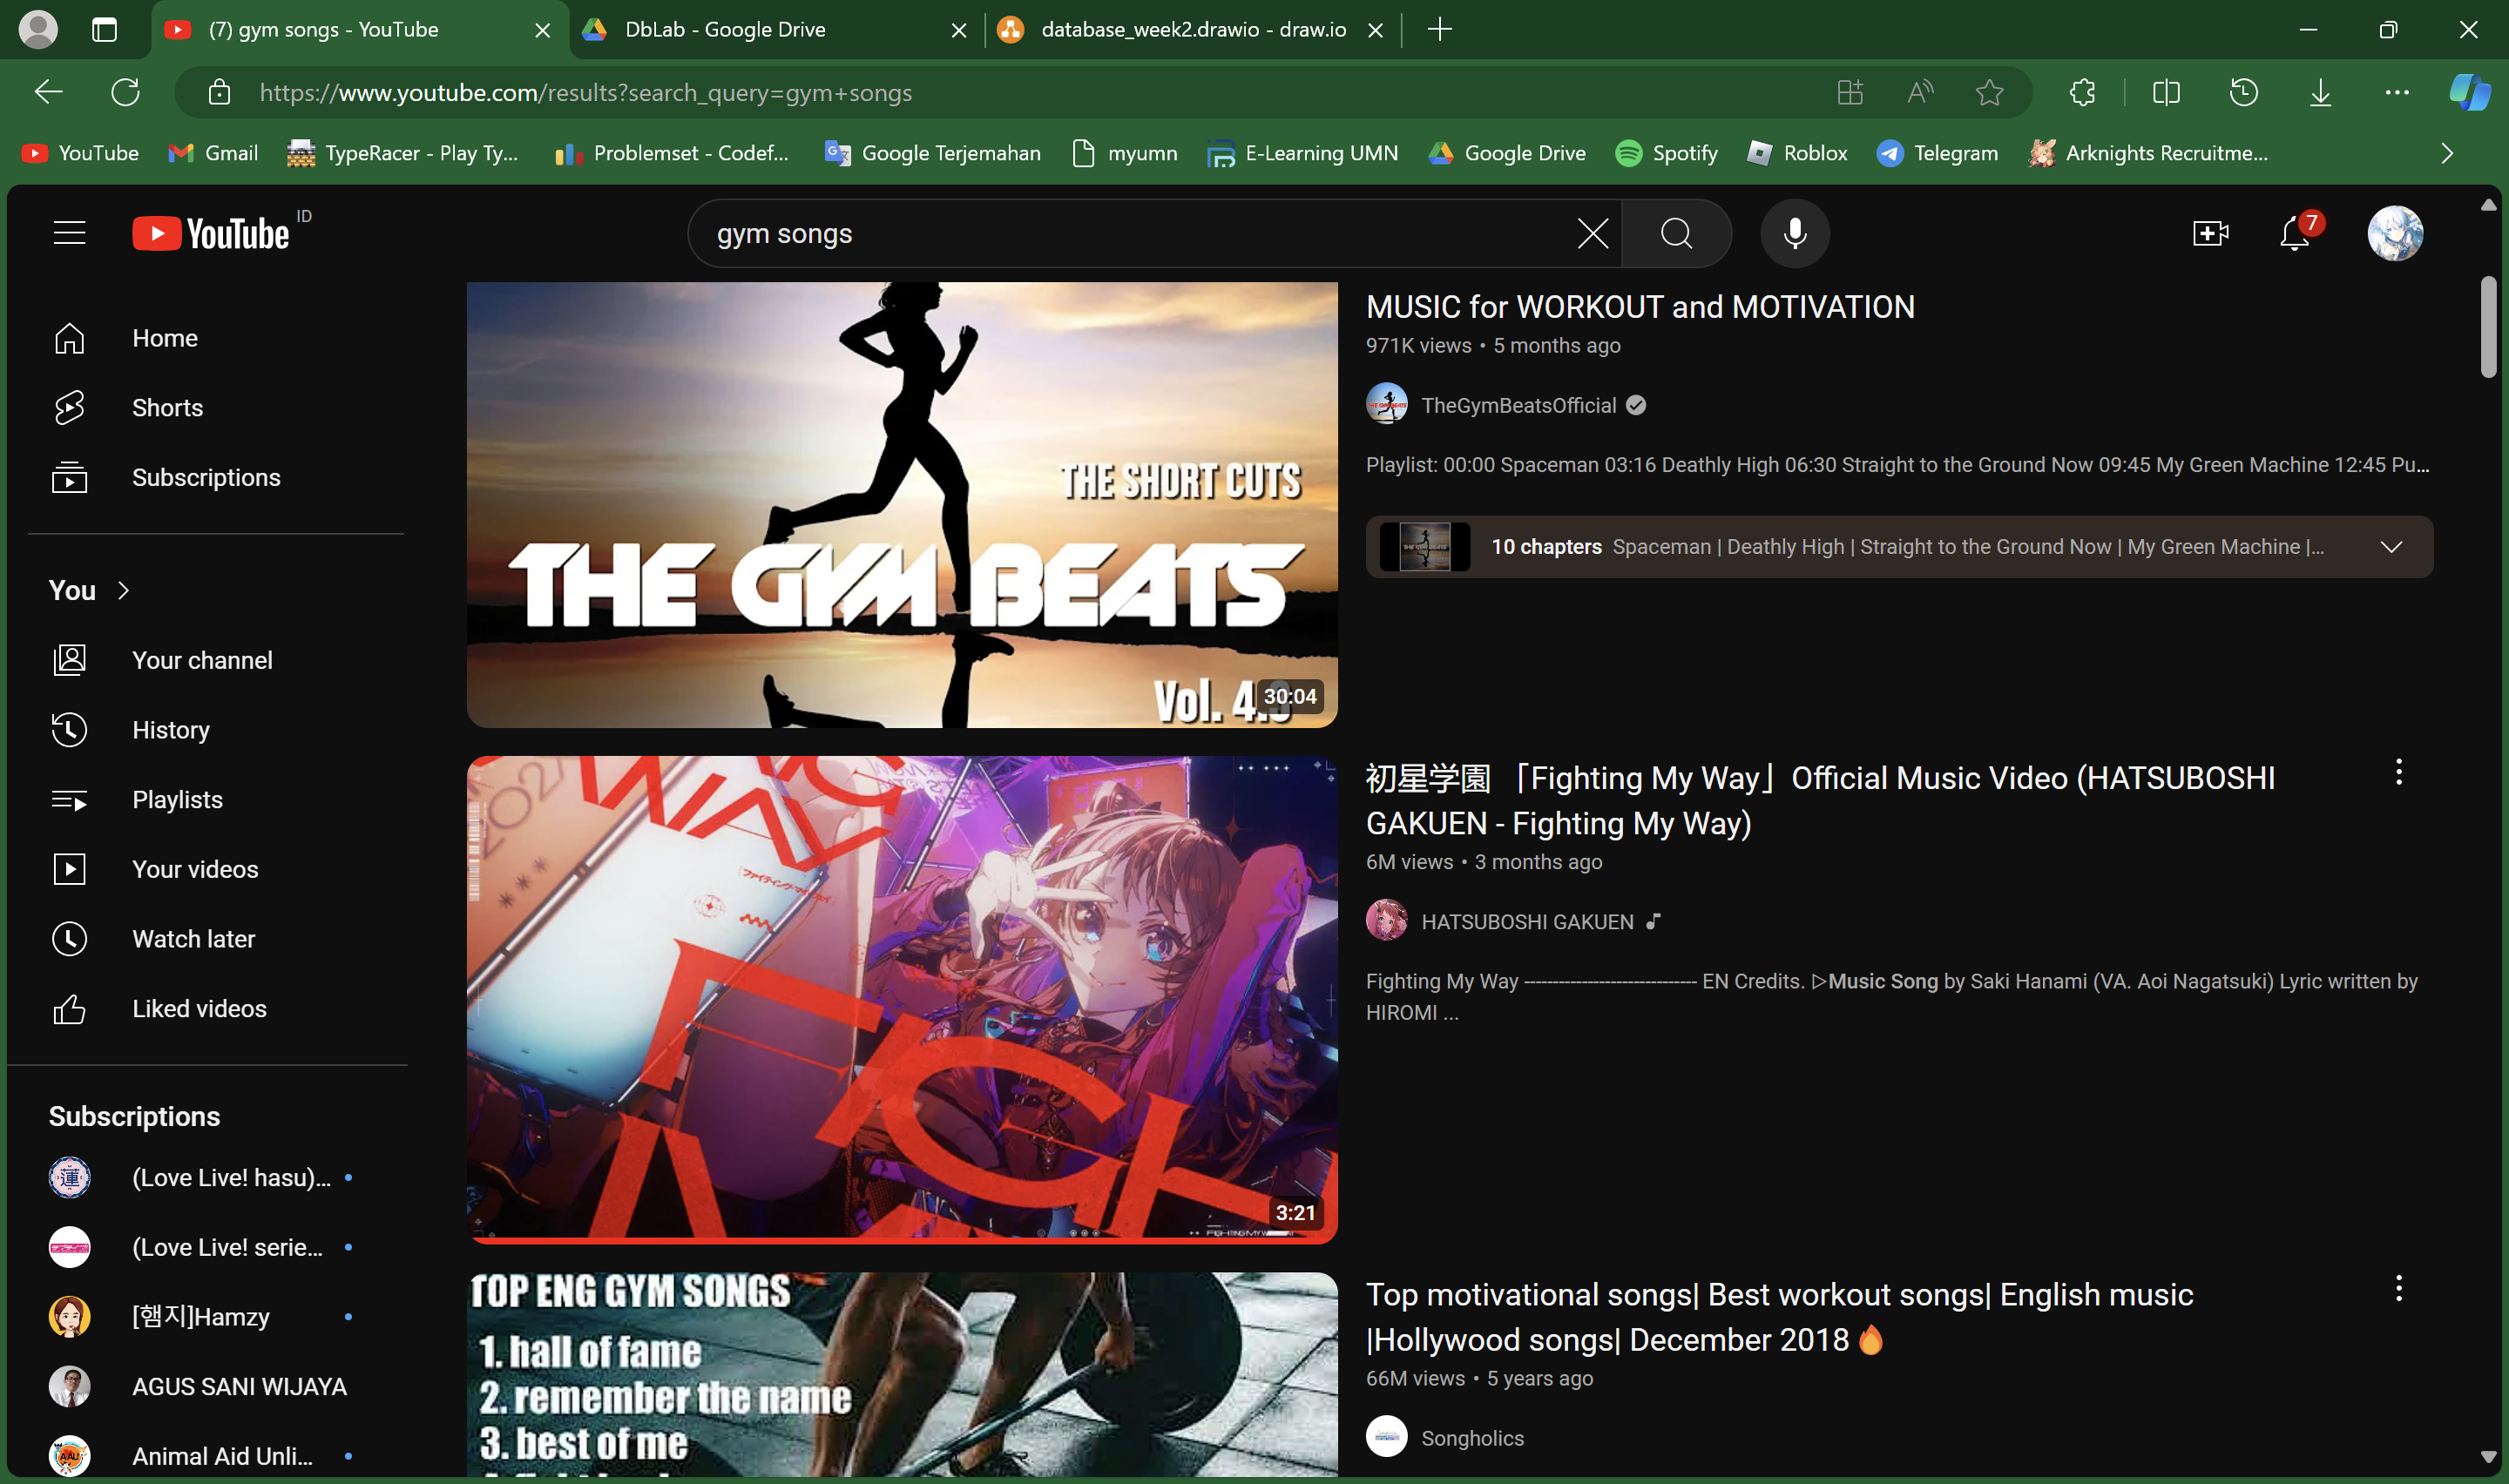 (7) gym songs - YouTube
DbLab - Google Drive
database_week2.drawio - draw.io
https://www.youtube.com/results?search_query=gym+songs
YouTube
Gmail
TypeRacer - Play Ty...
Problemset - Codef...
Google Terjemahan
myumn
E-Learning UMN
Google Drive
Spotify
Roblox
Telegram
Arknights Recruitme...
YouTube ID
gym songs
7
Home
Shorts
Subscriptions
You
Your channel
History
Playlists
Your videos
Watch later
Liked videos
Subscriptions
(Love Live! hasu)...
(Love Live! serie...
[햄지]Hamzy
AGUS SANI WIJAYA
Animal Aid Unli...
THE SHORT CUTS
THE GYM BEATS
Vol. 4.
30:04
MUSIC for WORKOUT and MOTIVATION
971K views • 5 months ago
TheGymBeatsOfficial
Playlist: 00:00 Spaceman 03:16 Deathly High 06:30 Straight to the Ground Now 09:45 My Green Machine 12:45 Pu...
10 chapters Spaceman | Deathly High | Straight to the Ground Now | My Green Machine |...
3:21
初星学園 「Fighting My Way」Official Music Video (HATSUBOSHI
GAKUEN - Fighting My Way)
6M views • 3 months ago
HATSUBOSHI GAKUEN
Fighting My Way ------------------------------ EN Credits. ▷Music Song by Saki Hanami (VA. Aoi Nagatsuki) Lyric written by
HIROMI ...
TOP ENG GYM SONGS
1. hall of fame
2. remember the name
3. best of me
Top motivational songs| Best workout songs| English music
|Hollywood songs| December 2018🔥
66M views • 5 years ago
Songholics